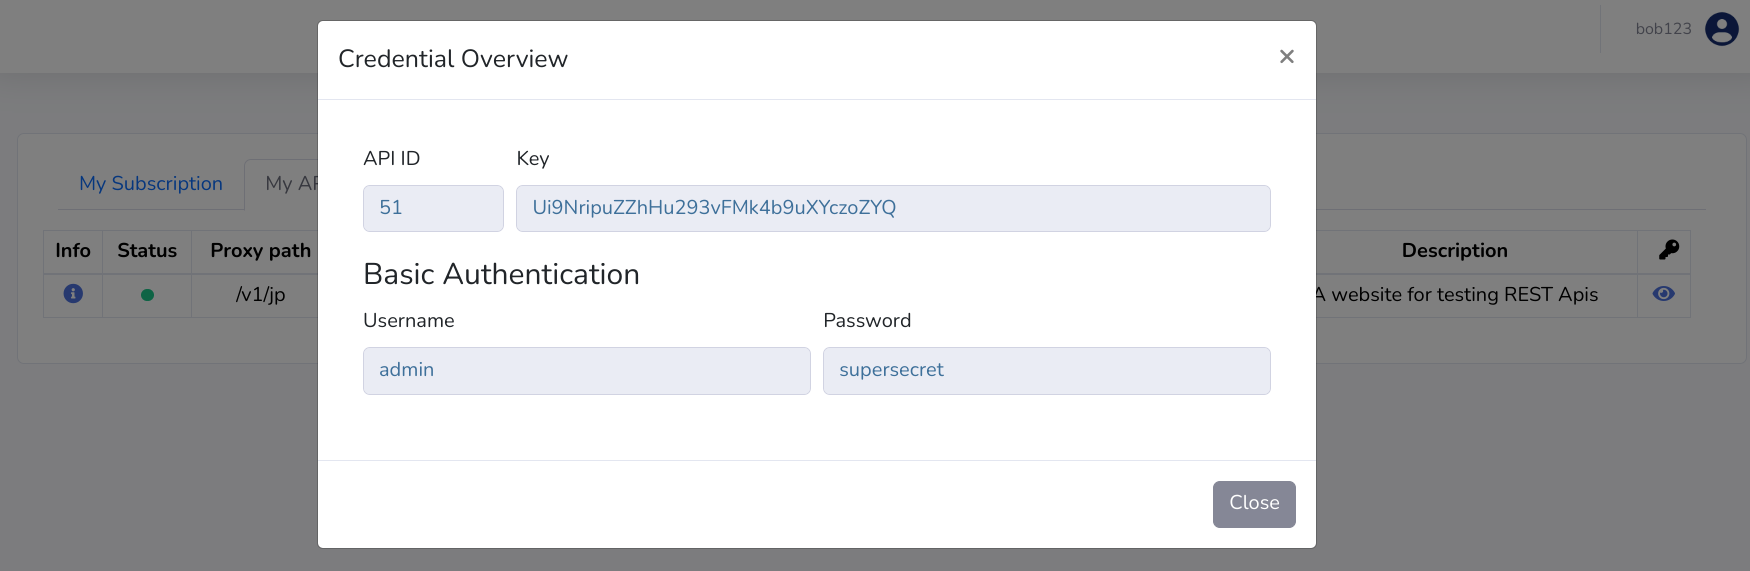 bob123
Credential Overview ×
API ID Key
51 Ui9NripuZZhHu293vFMk4b9uXYczoZYQ
Basic Authentication
Username Password
admin supersecret
Close
My Subscription My AP
Info Status Proxy path Description
/v1/jp A website for testing REST Apis